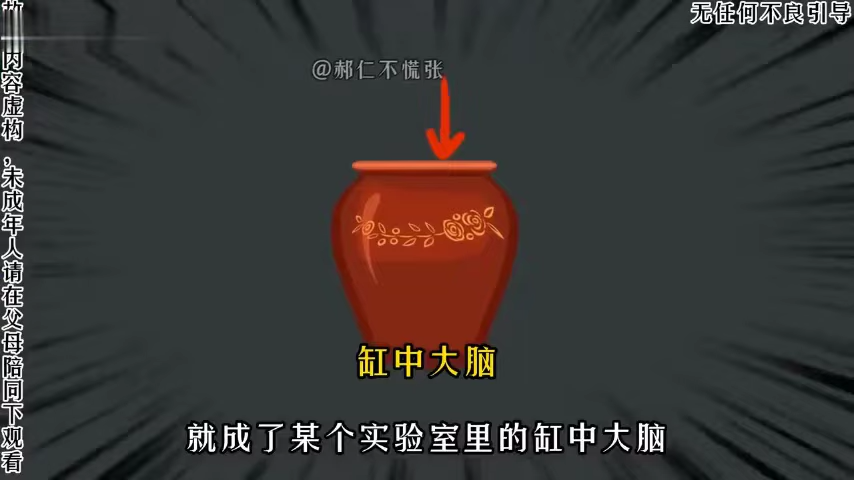 无任何不良引导
内容虚构，未成年人请在父母陪同下观看
@郝仁不慌张
缸中大脑
就成了某个实验室里的缸中大脑